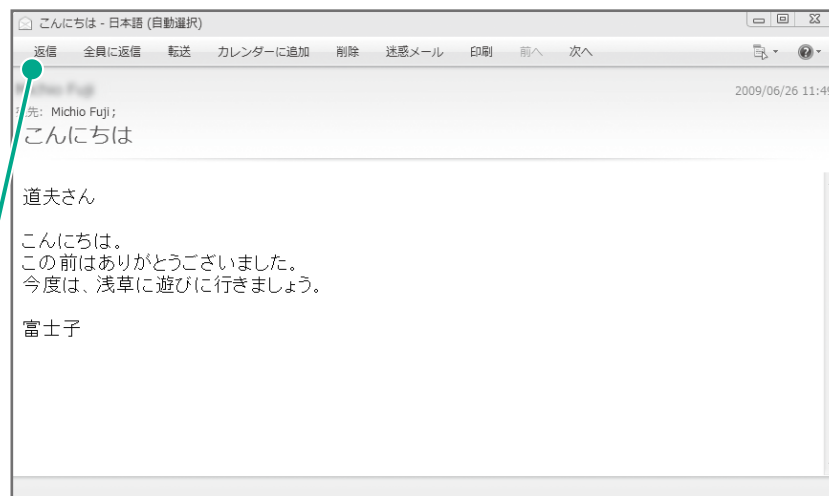 こんにちは - 日本語 (自動選択)
返信 全員に返信 転送 カレンダーに追加 削除 迷惑メール 印刷 前へ 次へ
2009/06/26 11:49
先: Michio Fuji;
こんにちは
道夫さん
こんにちは。
この前はありがとうございました。
今度は、浅草に遊びに行きましょう。
富士子